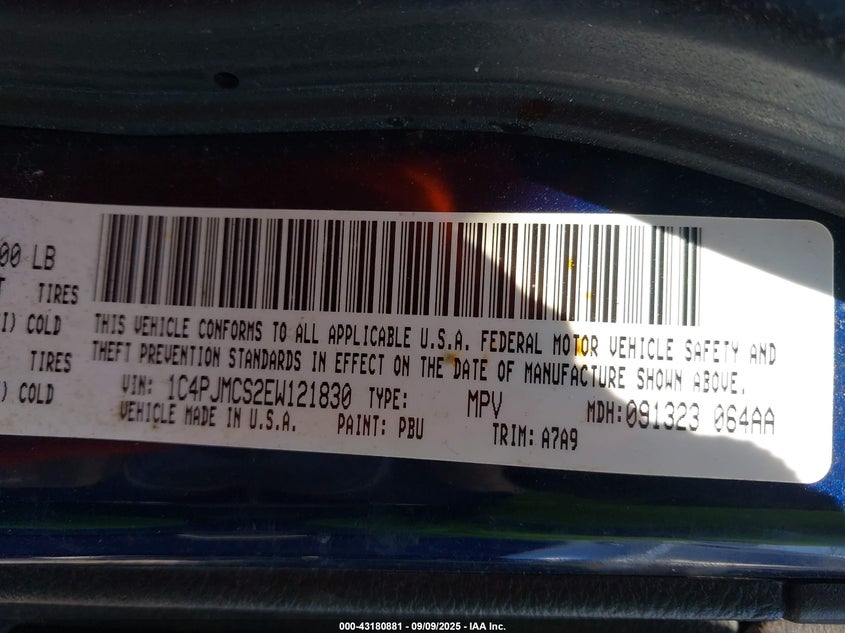 00 LB
TIRES
I) COLD
TIRES
) COLD
THIS VEHICLE CONFORMS TO ALL APPLICABLE U.S.A. FEDERAL MOTOR VEHICLE SAFETY AND
THEFT PREVENTION STANDARDS IN EFFECT ON THE DATE OF MANUFACTURE SHOWN ABOVE.
VIN: 1C4PJMCS2EW121830 TYPE: MPV MDH:091323 064AA
VEHICLE MADE IN U.S.A. PAINT: PBU TRIM: A7A9
000-43180881 - 09/09/2025 - IAA Inc.